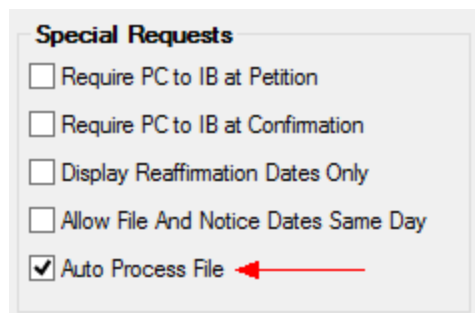 Special Requests
Require PC to IB at Petition
Require PC to IB at Confirmation
Display Reaffirmation Dates Only
Allow File And Notice Dates Same Day
Auto Process File